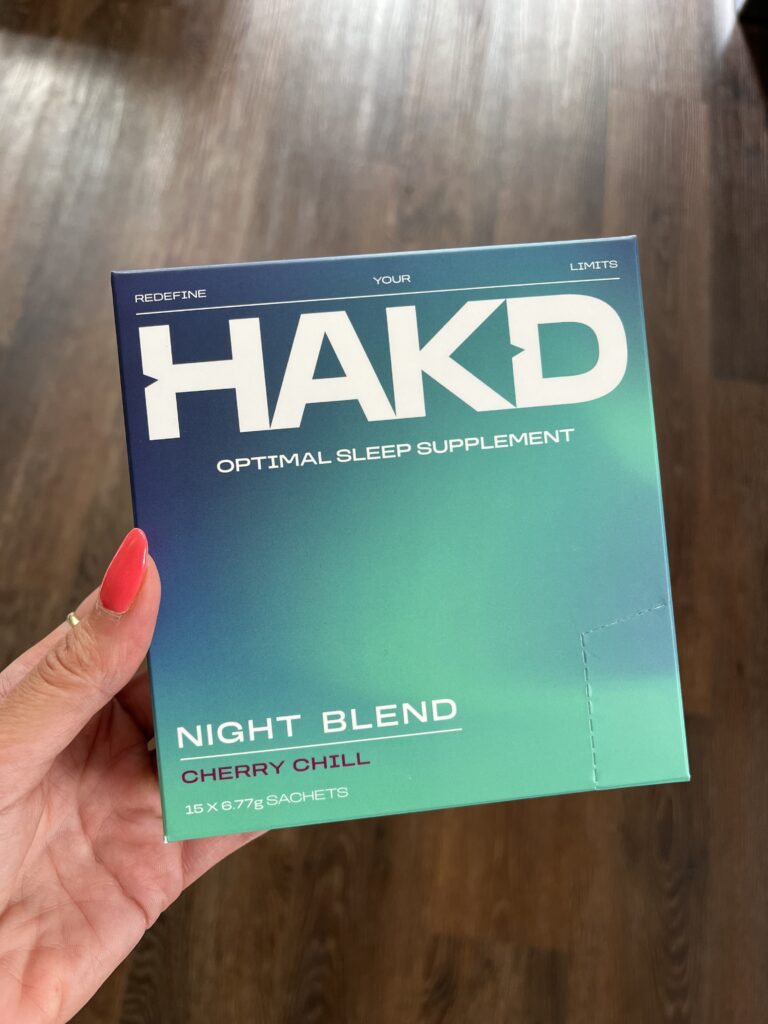 REDEFINE YOUR LIMITS
HAKD
OPTIMAL SLEEP SUPPLEMENT
NIGHT BLEND
CHERRY CHILL
15 X 6.77g SACHETS